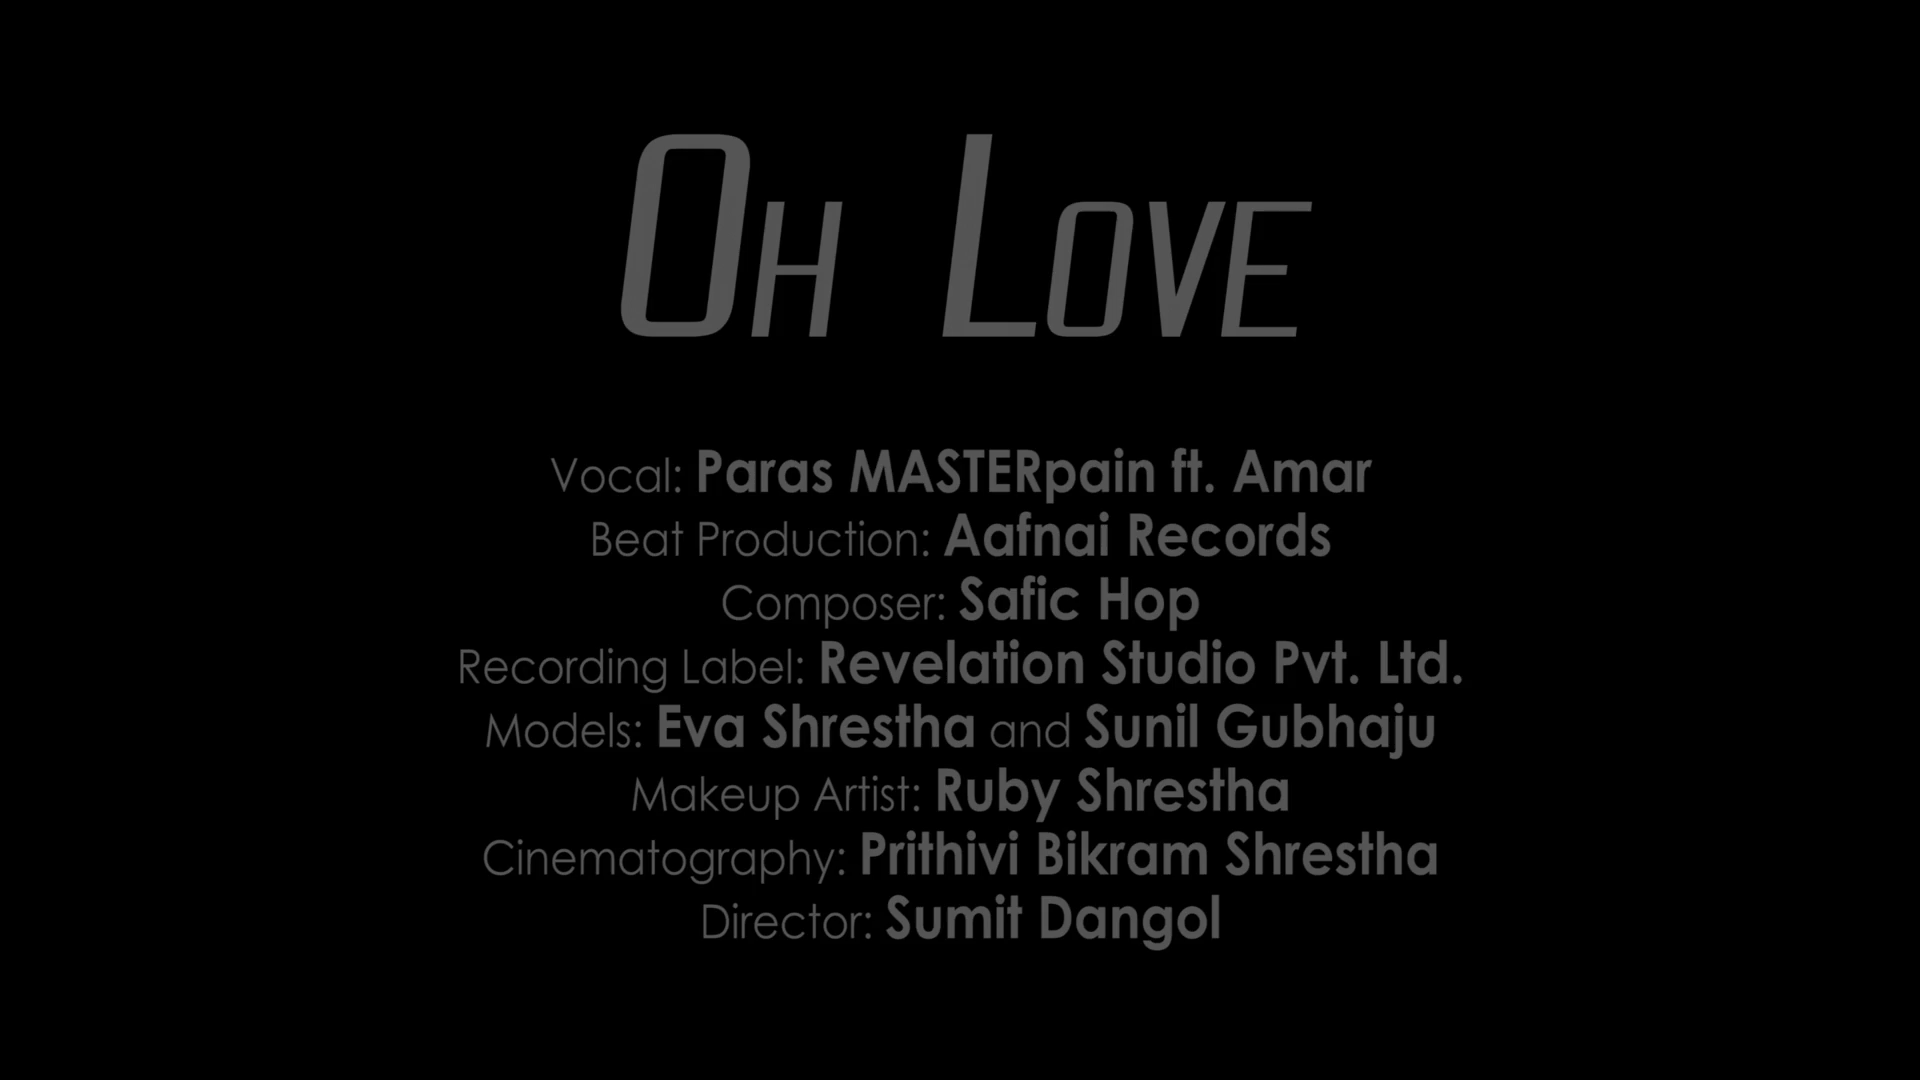 Oh Love
Vocal: Paras MASTERpain ft. Amar
Beat Production: Aafnai Records
Composer: Safic Hop
Recording Label: Revelation Studio Pvt. Ltd.
Models: Eva Shrestha and Sunil Gubhaju
Makeup Artist: Ruby Shrestha
Cinematography: Prithivi Bikram Shrestha
Director: Sumit Dangol